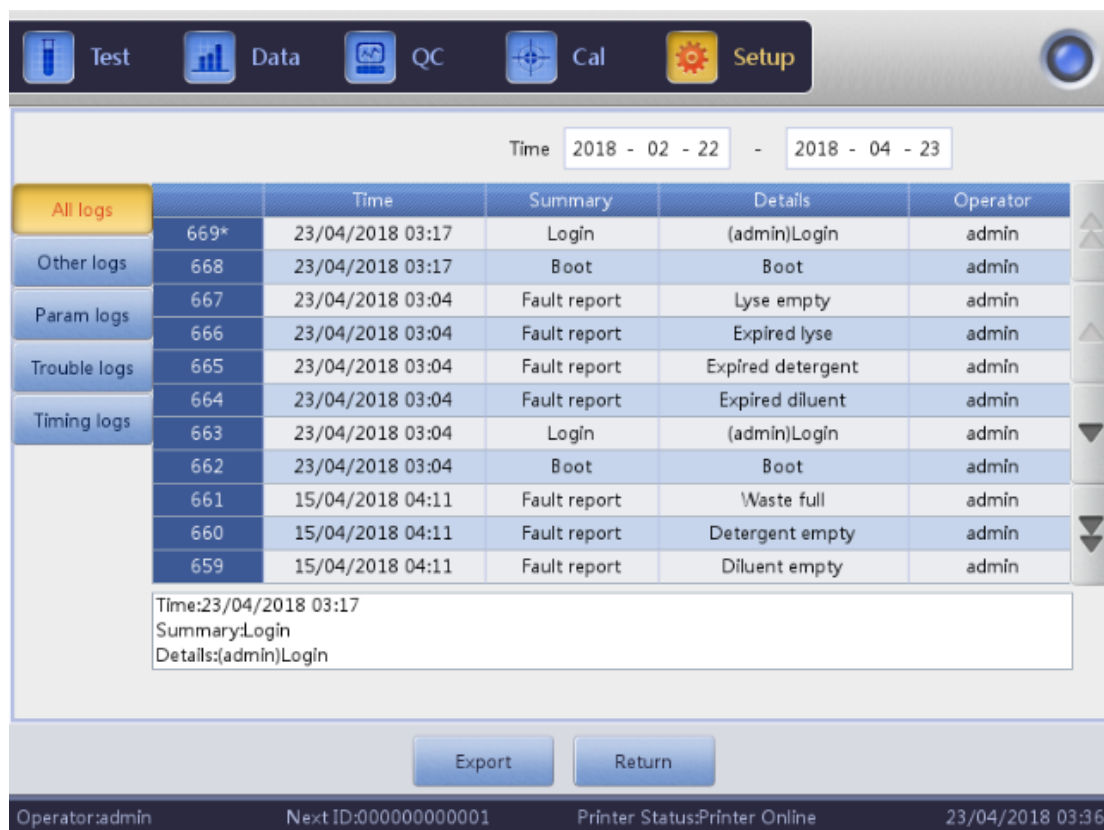 Test Data QC Cal Setup
Time 2018 - 02 - 22 - 2018 - 04 - 23
All logs
Other logs
Param logs
Trouble logs
Timing logs
Time Summary Details Operator
669* 23/04/2018 03:17 Login (admin)Login admin
668 23/04/2018 03:17 Boot Boot admin
667 23/04/2018 03:04 Fault report Lyse empty admin
666 23/04/2018 03:04 Fault report Expired lyse admin
665 23/04/2018 03:04 Fault report Expired detergent admin
664 23/04/2018 03:04 Fault report Expired diluent admin
663 23/04/2018 03:04 Login (admin)Login admin
662 23/04/2018 03:04 Boot Boot admin
661 15/04/2018 04:11 Fault report Waste full admin
660 15/04/2018 04:11 Fault report Detergent empty admin
659 15/04/2018 04:11 Fault report Diluent empty admin
Time:23/04/2018 03:17
Summary:Login
Details:(admin)Login
Export Return
Operator:admin Next ID:000000000001 Printer Status:Printer Online 23/04/2018 03:36